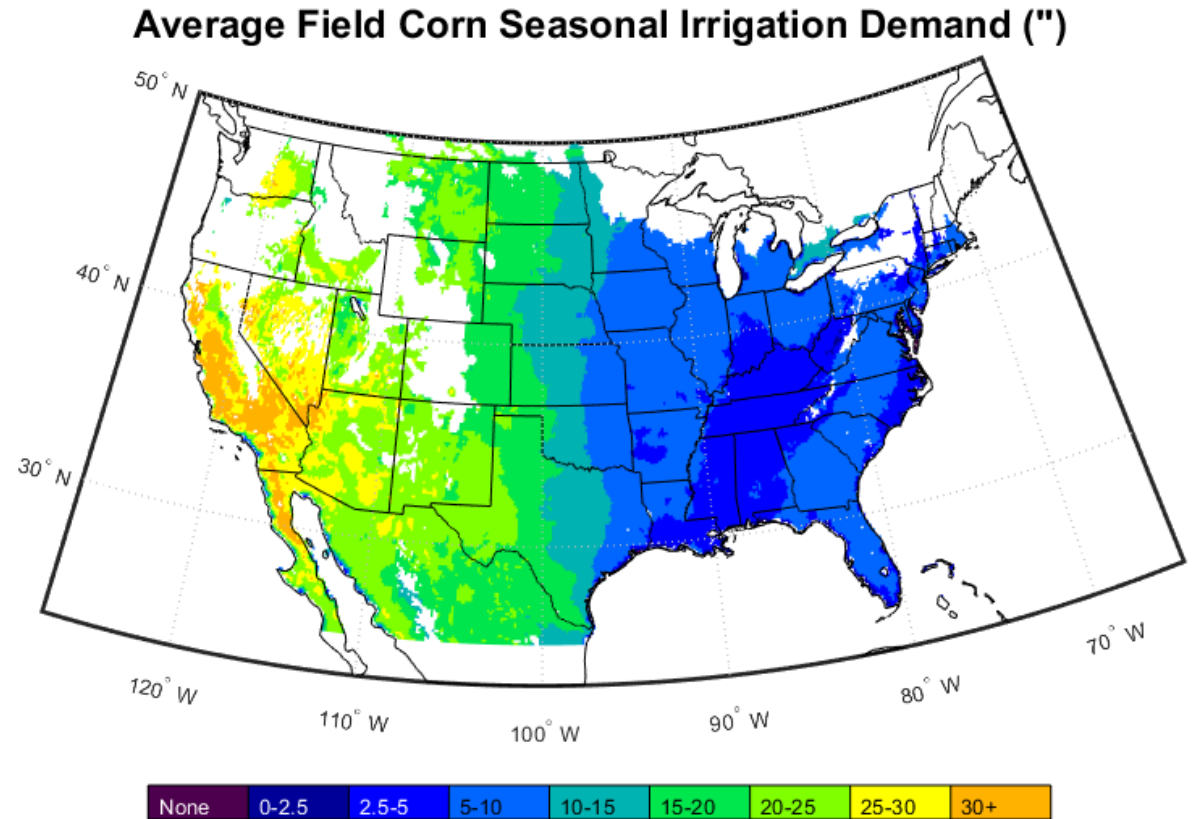 Average Field Corn Seasonal Irrigation Demand (")
50° N
40° N
30° N
120° W
110° W
100° W
90° W
80° W
70° W
None 0-2.5 2.5-5 5-10 10-15 15-20 20-25 25-30 30+